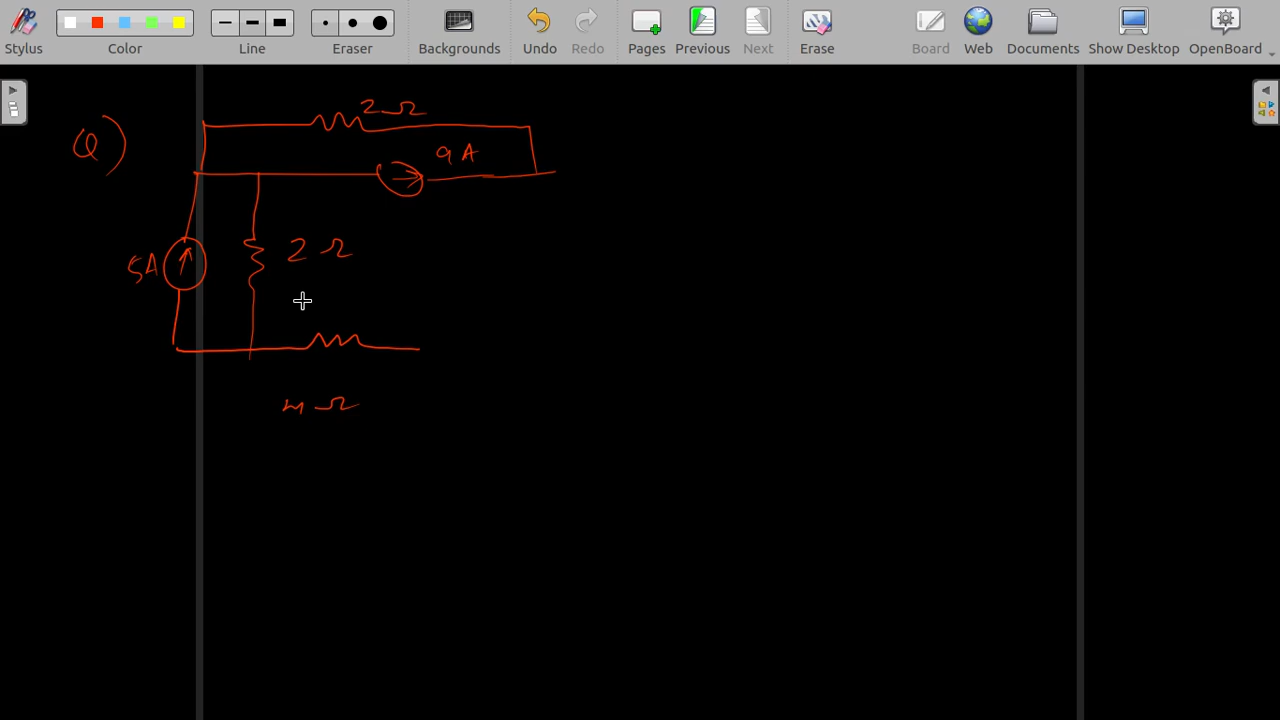 Stylus Color Line Eraser Backgrounds Undo Redo Pages Previous Next Erase Board Web Documents Show Desktop OpenBoard
Q)
2 Ω
9 A
5A
2 Ω
4 Ω